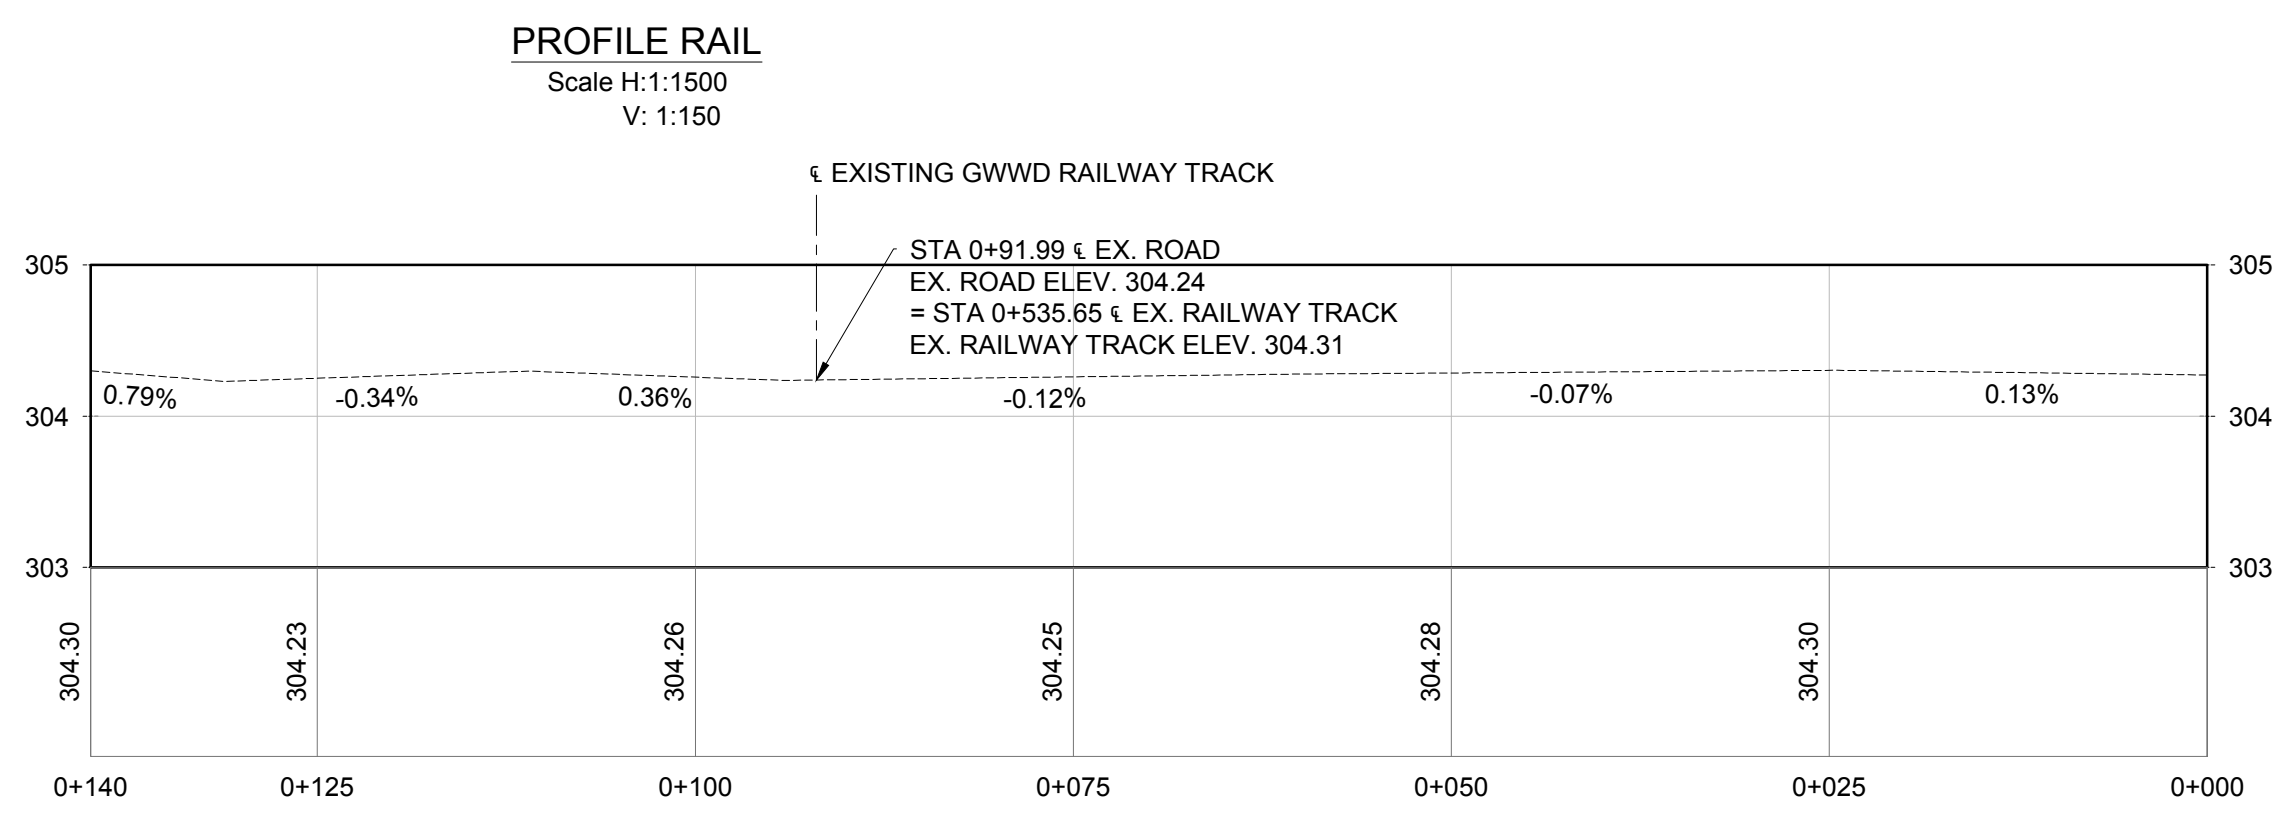 PROFILE RAIL
Scale H:1:1500
V: 1:150
℄ EXISTING GWWD RAILWAY TRACK
STA 0+91.99 ℄ EX. ROAD
EX. ROAD ELEV. 304.24
= STA 0+535.65 ℄ EX. RAILWAY TRACK
EX. RAILWAY TRACK ELEV. 304.31
305 305
0.79% -0.34% 0.36% -0.12% -0.07% 0.13%
304 304
303 303
304.30 304.23 304.26 304.25 304.28 304.30
0+140 0+125 0+100 0+075 0+050 0+025 0+000